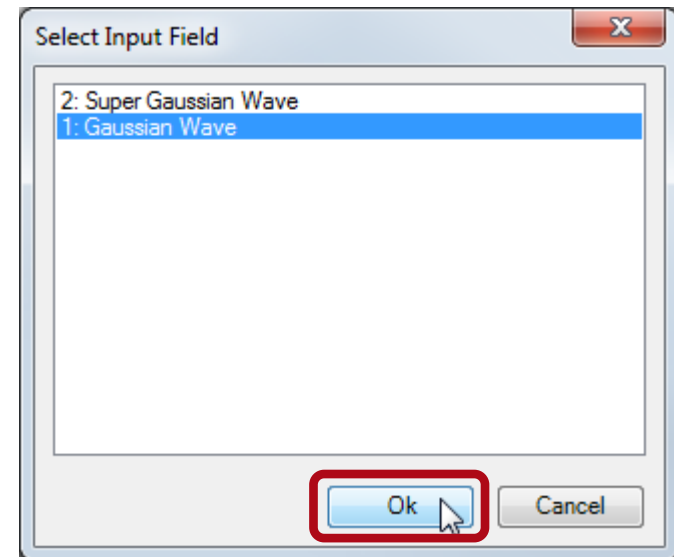 Select Input Field
2: Super Gaussian Wave
1: Gaussian Wave
Ok
Cancel